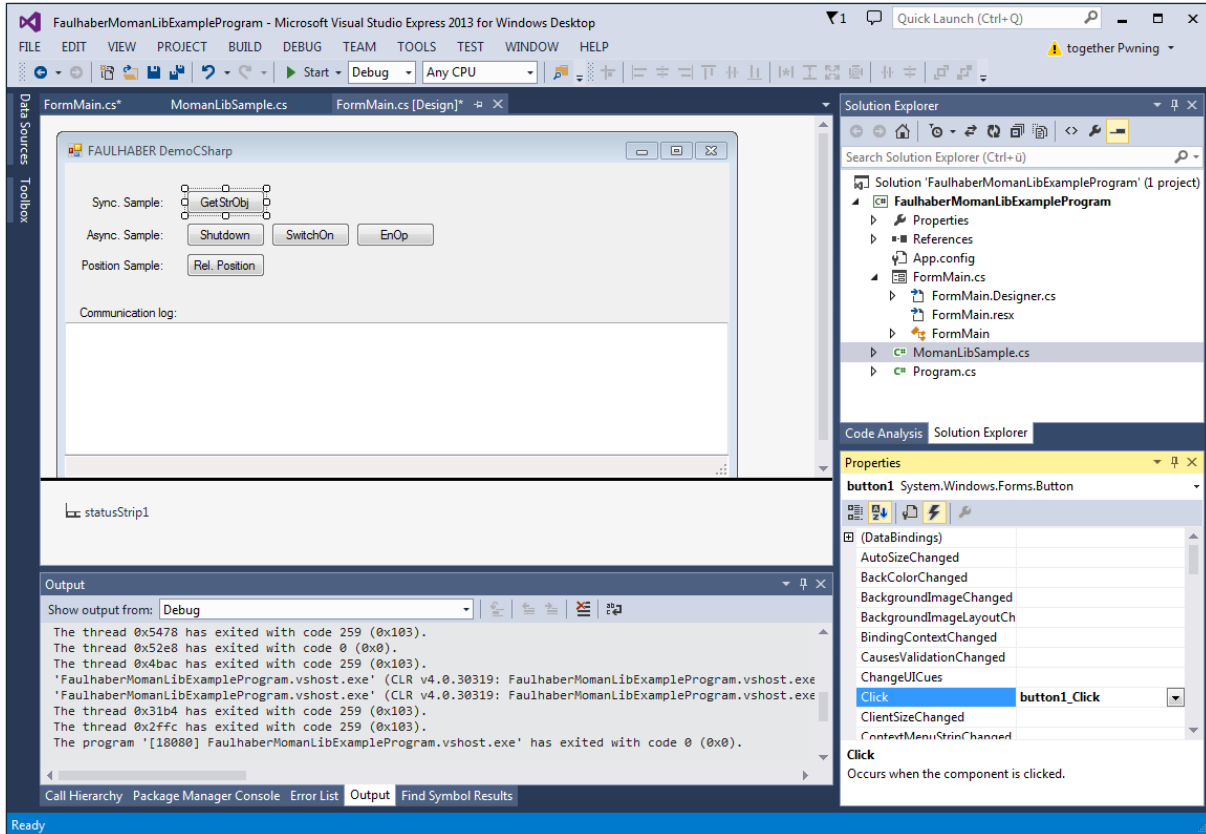 FaulhaberMomanLibExampleProgram - Microsoft Visual Studio Express 2013 for Windows Desktop
1
Quick Launch (Ctrl+Q)
FILE EDIT VIEW PROJECT BUILD DEBUG TEAM TOOLS TEST WINDOW HELP
together Pwning
Start Debug Any CPU
Data Sources
Toolbox
FormMain.cs* MomanLibSample.cs FormMain.cs [Design]*
FAULHABER DemoCSharp
Sync. Sample: GetStrObj
Async. Sample: Shutdown SwitchOn EnOp
Position Sample: Rel. Position
Communication log:
statusStrip1
Output
Show output from: Debug
The thread 0x5478 has exited with code 259 (0x103).
The thread 0x52e8 has exited with code 0 (0x0).
The thread 0x4bac has exited with code 259 (0x103).
'FaulhaberMomanLibExampleProgram.vshost.exe' (CLR v4.0.30319: FaulhaberMomanLibExampleProgram.vshost.exe
'FaulhaberMomanLibExampleProgram.vshost.exe' (CLR v4.0.30319: FaulhaberMomanLibExampleProgram.vshost.exe
The thread 0x31b4 has exited with code 259 (0x103).
The thread 0x2ffc has exited with code 259 (0x103).
The program '[18080] FaulhaberMomanLibExampleProgram.vshost.exe' has exited with code 0 (0x0).
Call Hierarchy Package Manager Console Error List Output Find Symbol Results
Ready
Solution Explorer
Search Solution Explorer (Ctrl+ü)
Solution 'FaulhaberMomanLibExampleProgram' (1 project)
FaulhaberMomanLibExampleProgram
Properties
References
App.config
FormMain.cs
FormMain.Designer.cs
FormMain.resx
FormMain
MomanLibSample.cs
Program.cs
Code Analysis Solution Explorer
Properties
button1 System.Windows.Forms.Button
(DataBindings)
AutoSizeChanged
BackColorChanged
BackgroundImageChanged
BackgroundImageLayoutCh
BindingContextChanged
CausesValidationChanged
ChangeUICues
Click button1_Click
ClientSizeChanged
ContextMenuStripChanged
Click
Occurs when the component is clicked.